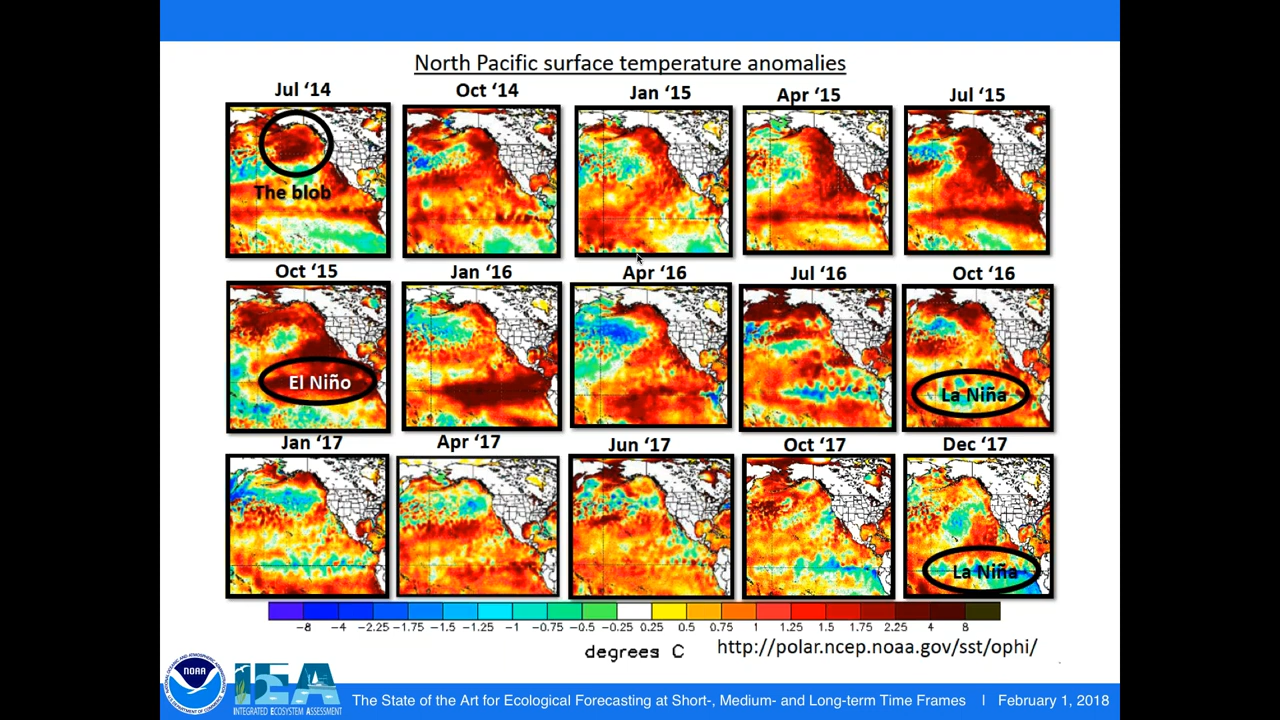 North Pacific surface temperature anomalies
Jul ‘14 Oct ‘14 Jan ‘15 Apr ‘15 Jul ‘15
The blob
Oct ‘15 Jan ‘16 Apr ‘16 Jul ‘16 Oct ‘16
El Niño La Niña
Jan ‘17 Apr ‘17 Jun ‘17 Oct ‘17 Dec ‘17
La Niña
−8 −4 −2.25 −1.75 −1.5 −1.25 −1 −0.75 −0.5 −0.25 0.25 0.5 0.75 1 1.25 1.5 1.75 2.25 4 8
degrees C http://polar.ncep.noaa.gov/sst/ophi/
NOAA
IEA
INTEGRATED ECOSYSTEM ASSESSMENT
The State of the Art for Ecological Forecasting at Short-, Medium- and Long-term Time Frames | February 1, 2018